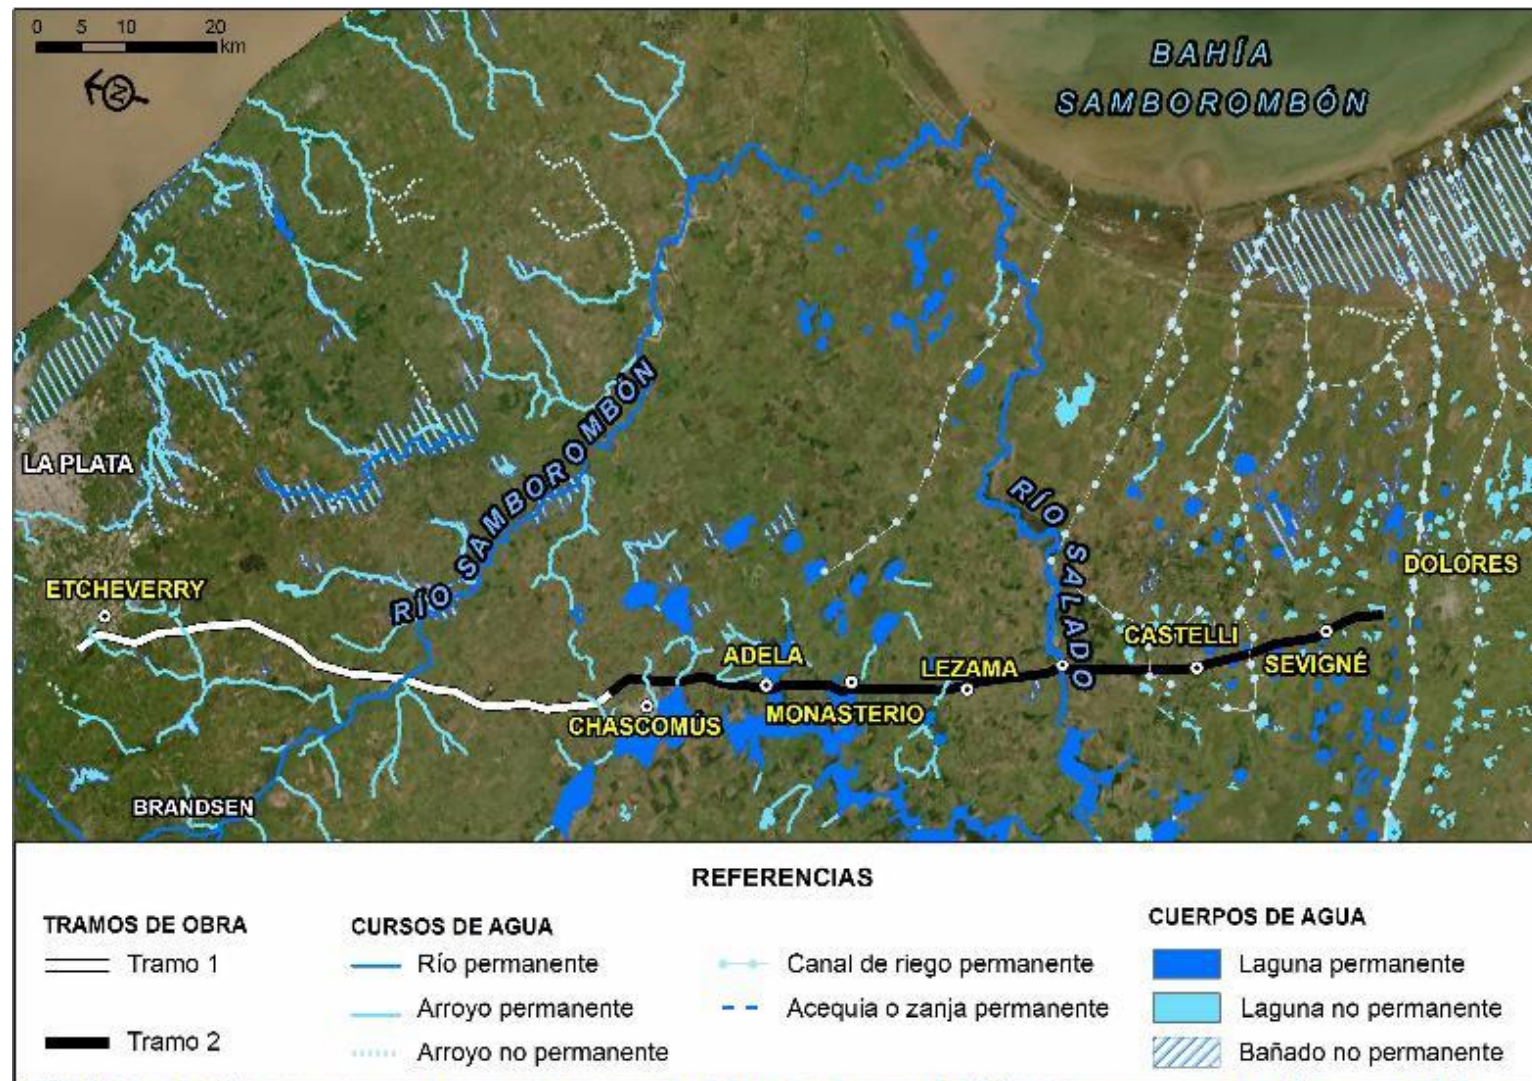 0 5 10 20
km
N
BAHÍA
SAMBOROMBÓN
LA PLATA
RÍO SAMBOROMBÓN
RÍO SALADO
ETCHEVERRY
DOLORES
CASTELLI
SEVIGNÉ
ADELA
LEZAMA
CHASCOMÚS
MONASTERIO
BRANDSEN
REFERENCIAS
TRAMOS DE OBRA
Tramo 1
Tramo 2
CURSOS DE AGUA
Río permanente
Arroyo permanente
Arroyo no permanente
Canal de riego permanente
Acequia o zanja permanente
CUERPOS DE AGUA
Laguna permanente
Laguna no permanente
Bañado no permanente